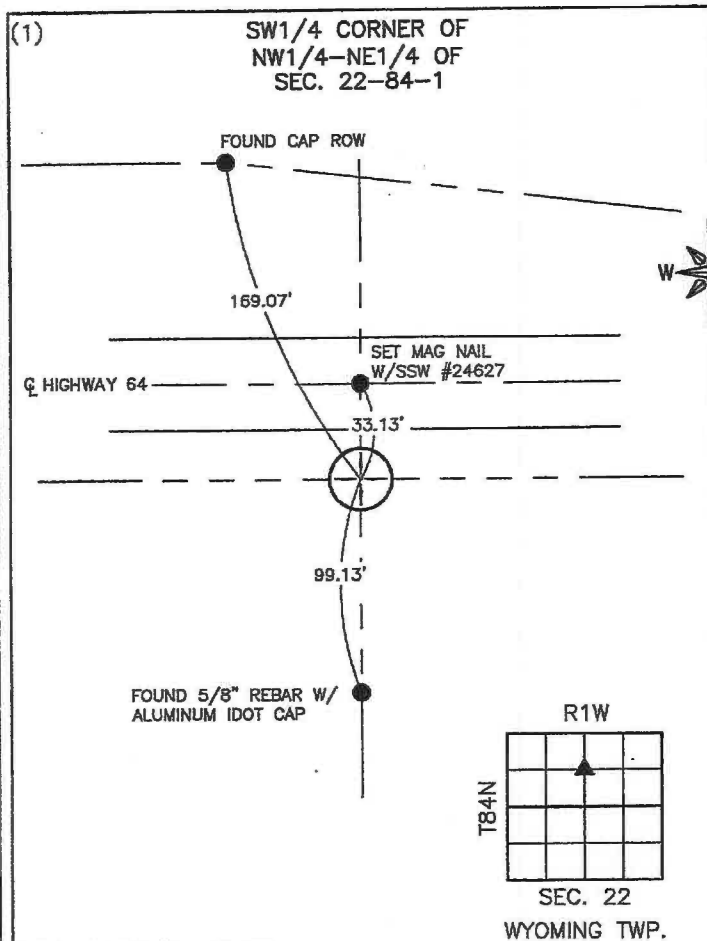 (1)
SW1/4 CORNER OF
NW1/4-NE1/4 OF
SEC. 22-84-1
FOUND CAP ROW
W
169.07'
SET MAG NAIL
W/SSW #24627
℄ HIGHWAY 64
33.13'
99.13'
FOUND 5/8" REBAR W/
ALUMINUM IDOT CAP
R1W
T84N
SEC. 22
WYOMING TWP.